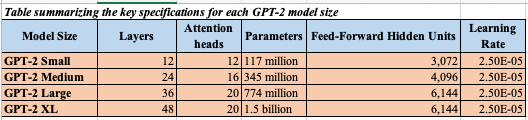 Table summarizing the key specifications for each GPT-2 model size
Model Size Layers Attention heads Parameters Feed-Forward Hidden Units Learning Rate
GPT-2 Small 12 12 117 million 3,072 2.50E-05
GPT-2 Medium 24 16 345 million 4,096 2.50E-05
GPT-2 Large 36 20 774 million 6,144 2.50E-05
GPT-2 XL 48 20 1.5 billion 6,144 2.50E-05